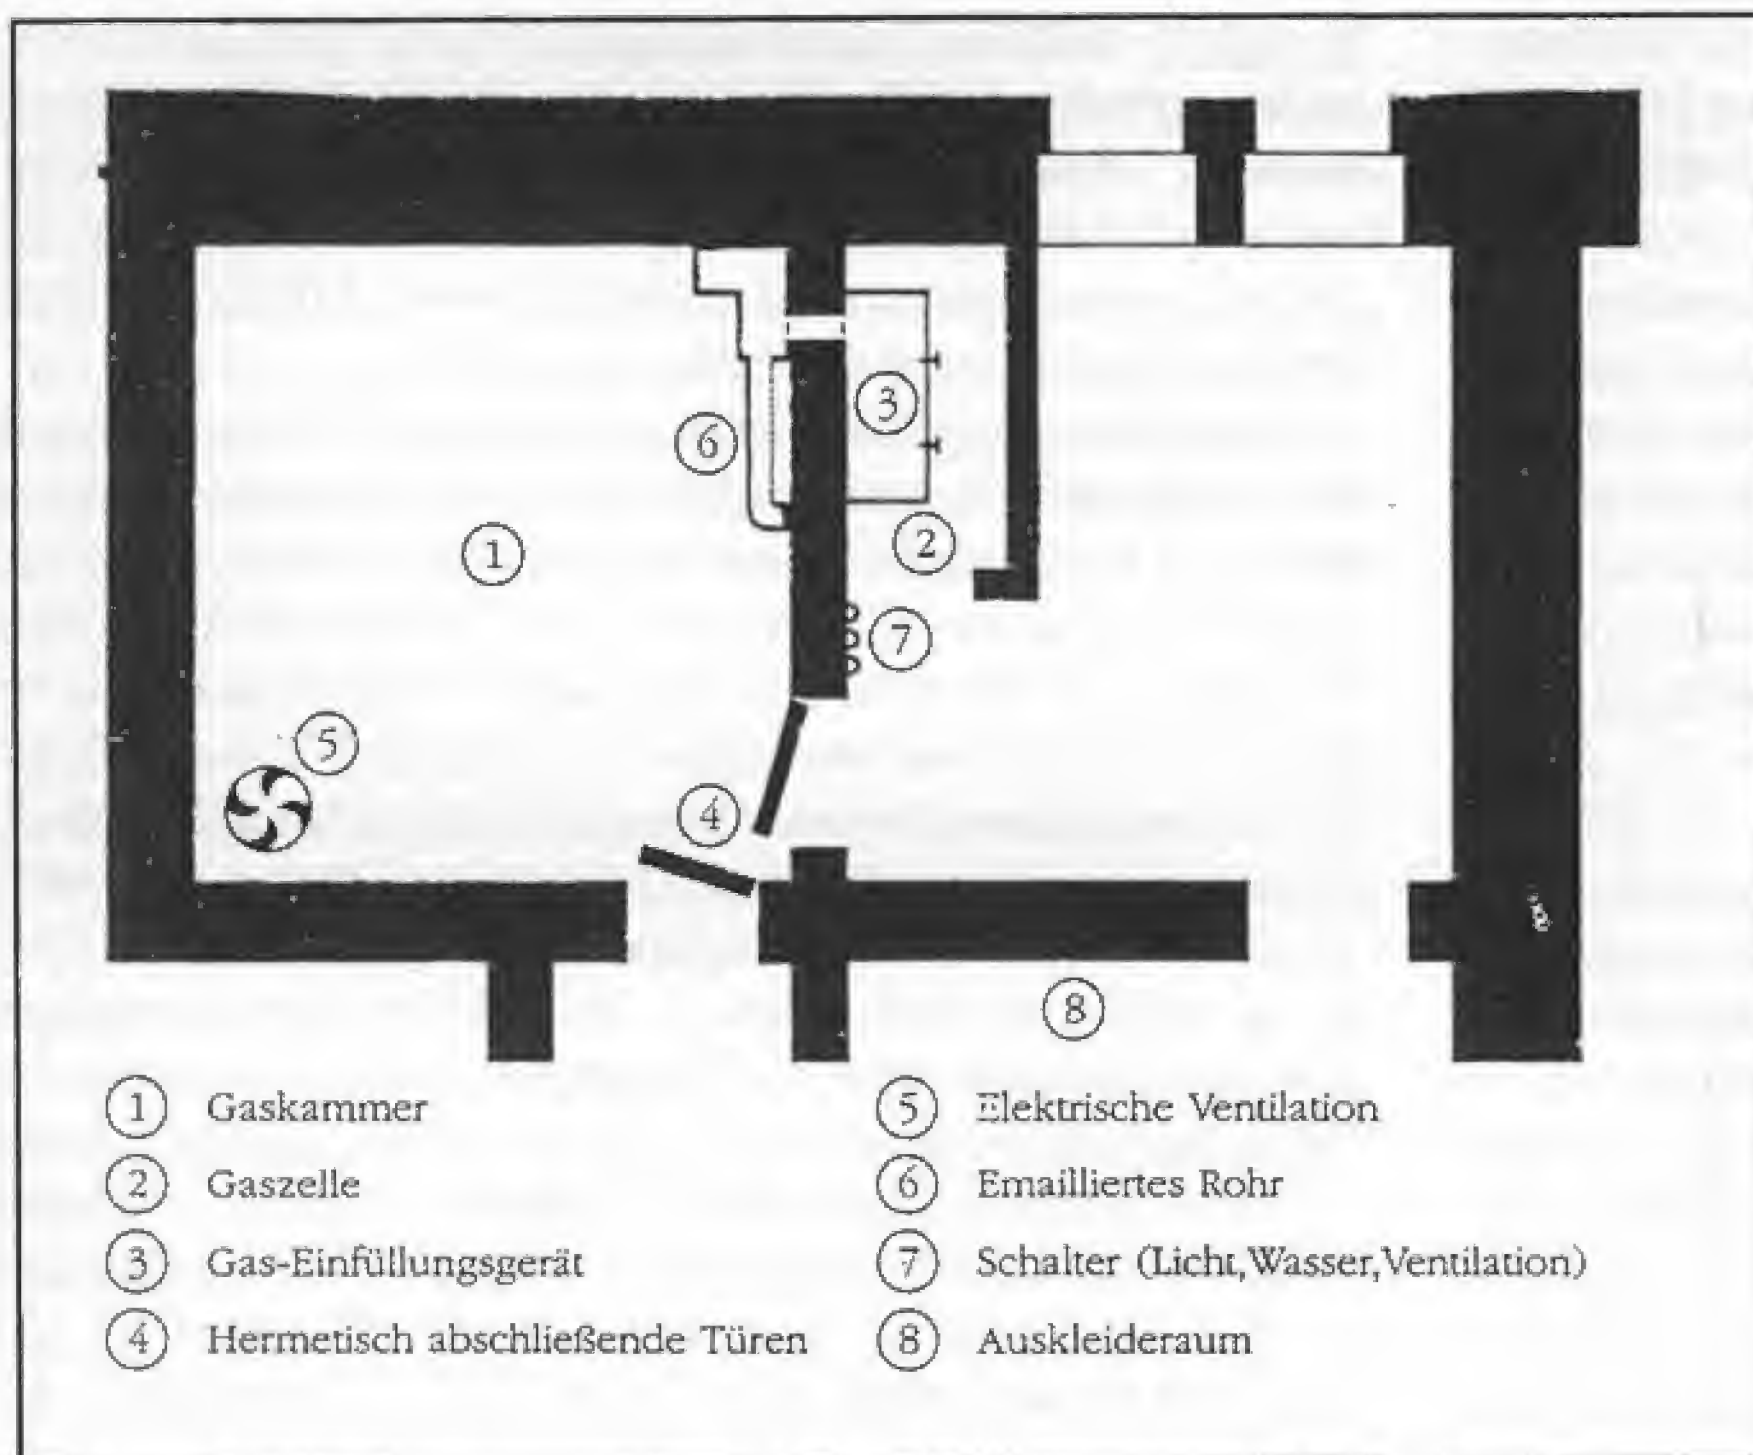 6
3
1
2
7
5
4
8
1 Gaskammer
2 Gaszelle
3 Gas-Einfüllungsgerät
4 Hermetisch abschließende Türen
5 Elektrische Ventilation
6 Emailliertes Rohr
7 Schalter (Licht, Wasser, Ventilation)
8 Auskleideraum